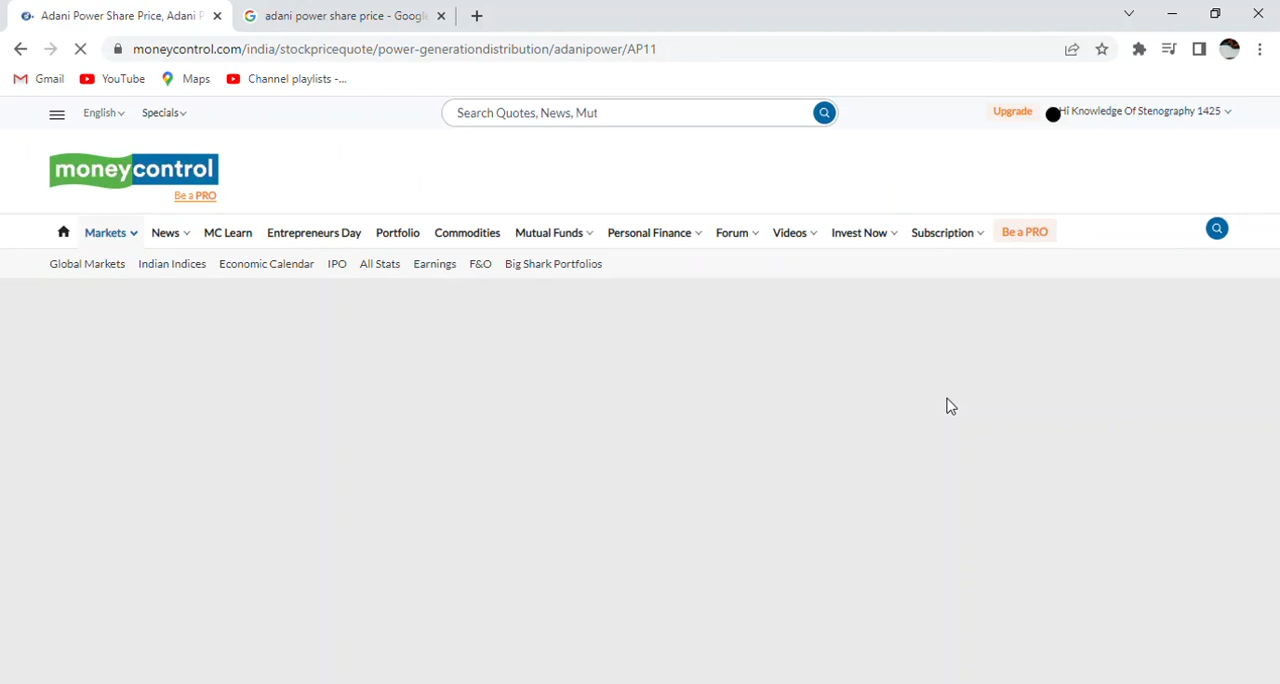 Adani Power Share Price, Adani P
adani power share price - Google
moneycontrol.com/india/stockpricequote/power-generationdistribution/adanipower/AP11
Gmail YouTube Maps Channel playlists -...
English Specials Search Quotes, News, Mut Upgrade Hi Knowledge Of Stenography 1425
moneycontrol
Be a PRO
Markets News MC Learn Entrepreneurs Day Portfolio Commodities Mutual Funds Personal Finance Forum Videos Invest Now Subscription Be a PRO
Global Markets Indian Indices Economic Calendar IPO All Stats Earnings F&O Big Shark Portfolios